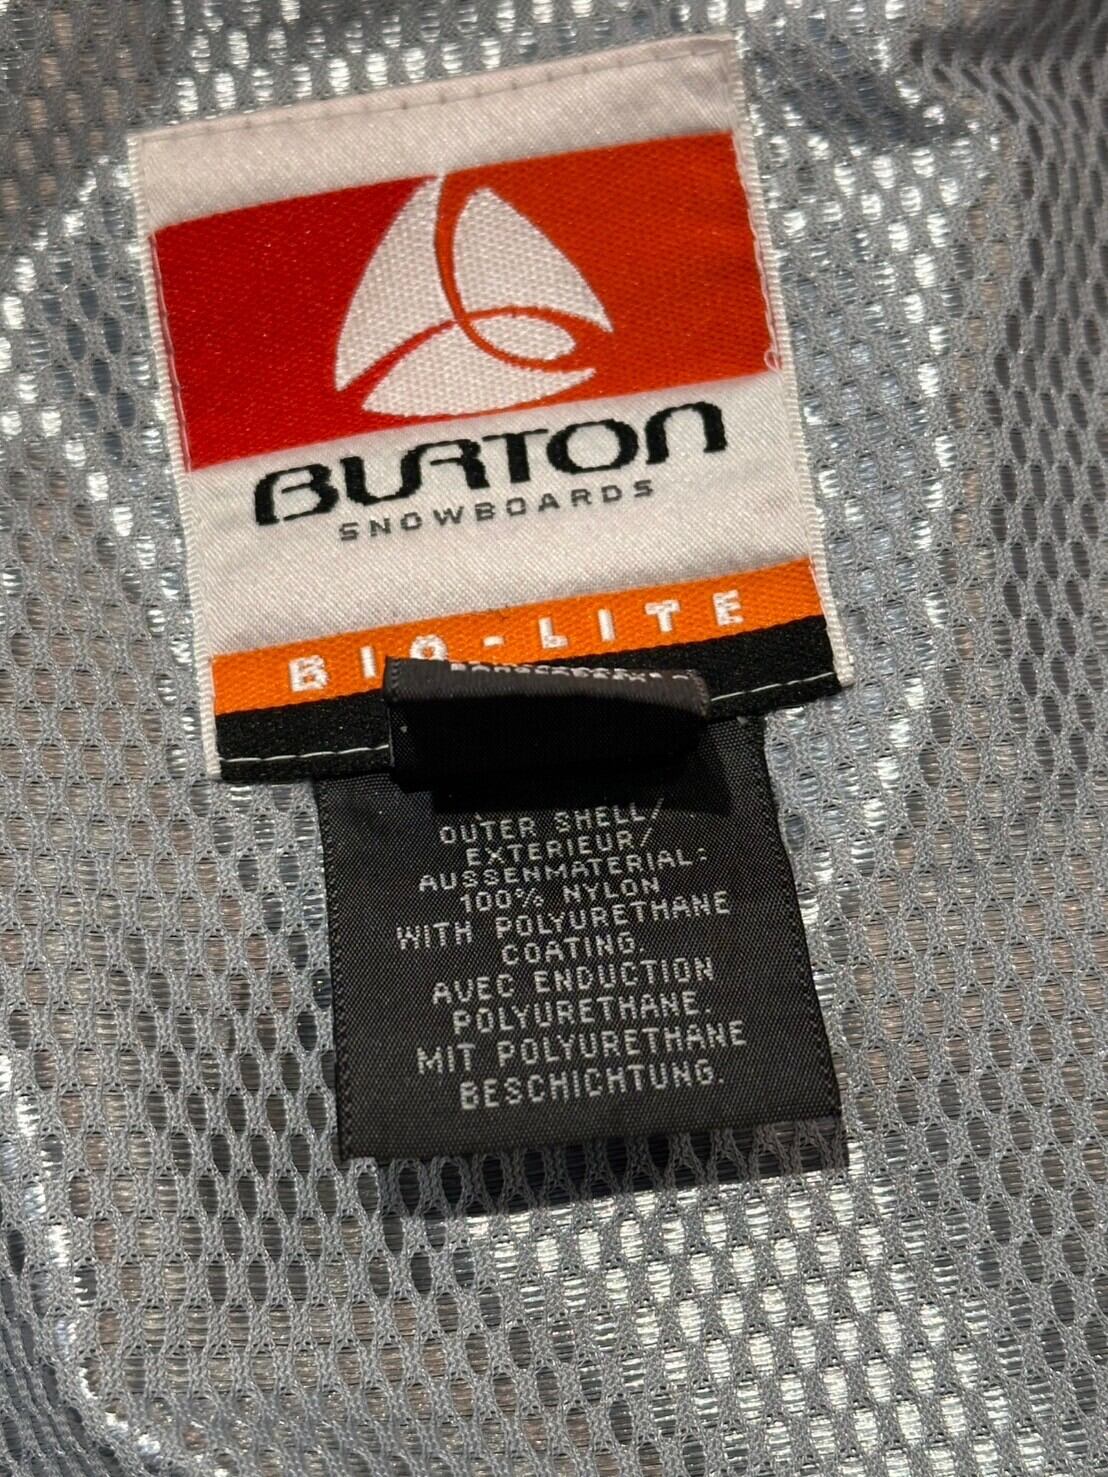 BURTON
SNOWBOARDS
BIO-LITE
OUTER SHELL/
EXTERIEUR/
AUSSENMATERIAL:
100% NYLON
WITH POLYURETHANE
COATING.
AVEC ENDUCTION
POLYURETHANE.
MIT POLYURETHANE
BESCHICHTUNG.